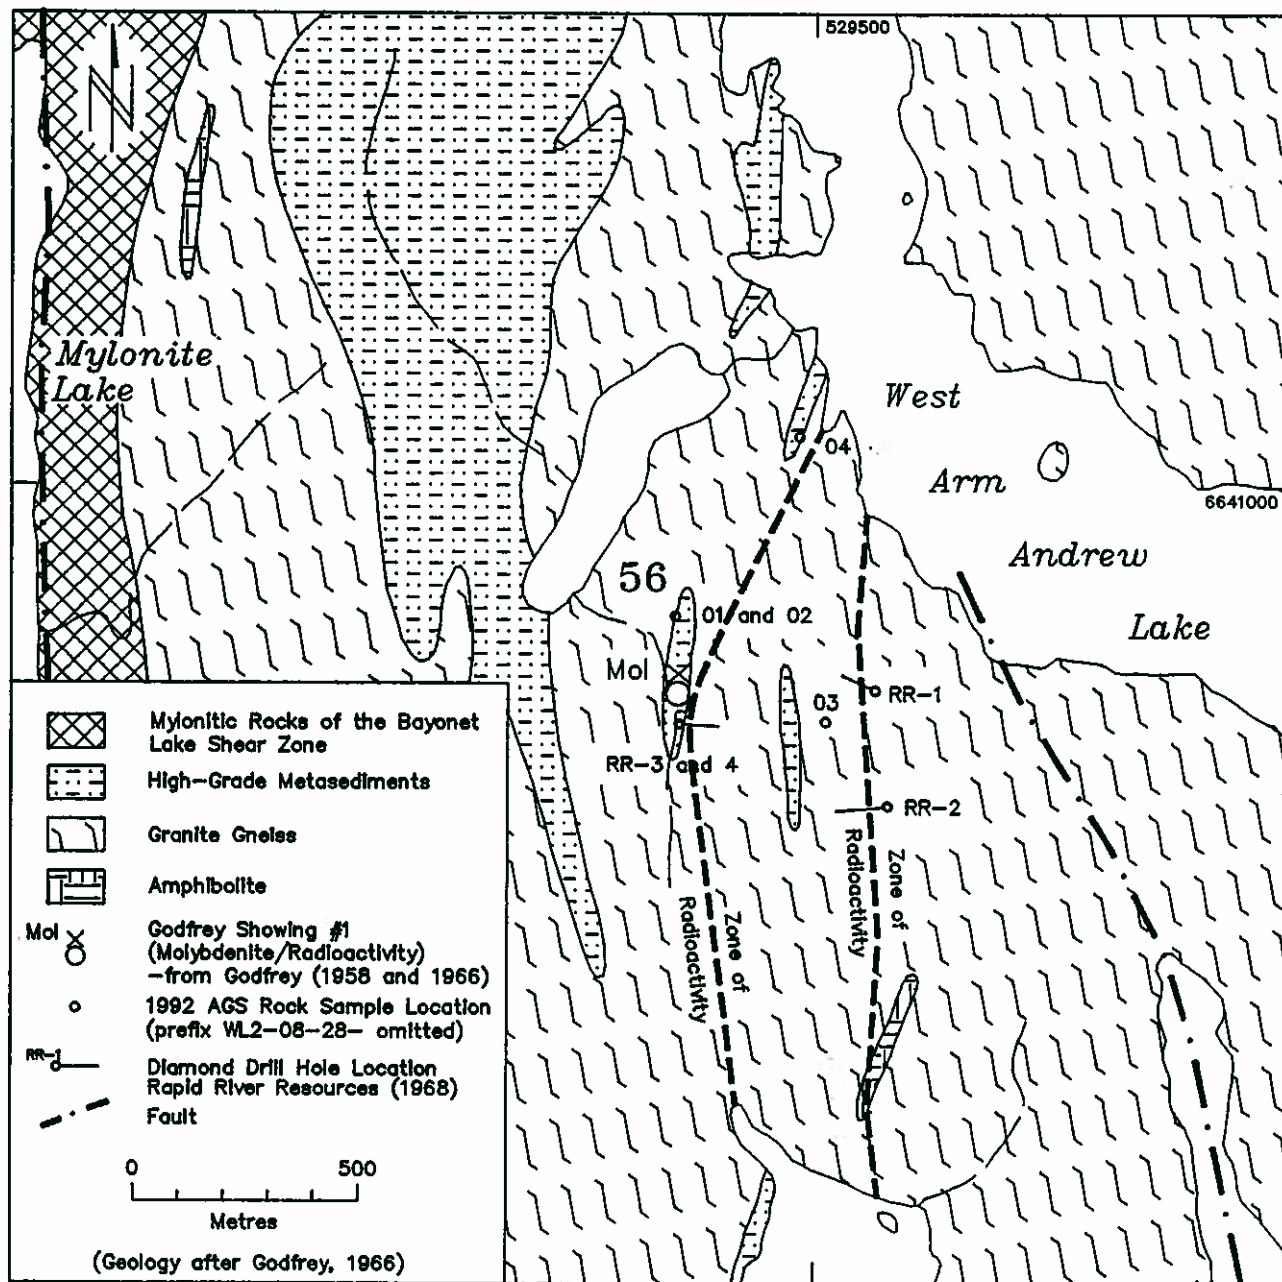 529500
N
Mylonite
Lake
West
04
Arm
6641000
Andrew
56
01 and 02
Lake
Mol
RR-1
03
RR-3 and 4
RR-2
Zone of
Radioactivity
Zone of
Radioactivity
Mylonitic Rocks of the Bayonet
Lake Shear Zone
High-Grade Metasediments
Granite Gneiss
Amphibolite
Mol
Godfrey Showing #1
(Molybdenite/Radioactivity)
-from Godfrey (1958 and 1966)
1992 AGS Rock Sample Location
(prefix WL2-08-28- omitted)
RR-1
Diamond Drill Hole Location
Rapid River Resources (1968)
Fault
0 500
Metres
(Geology after Godfrey, 1966)